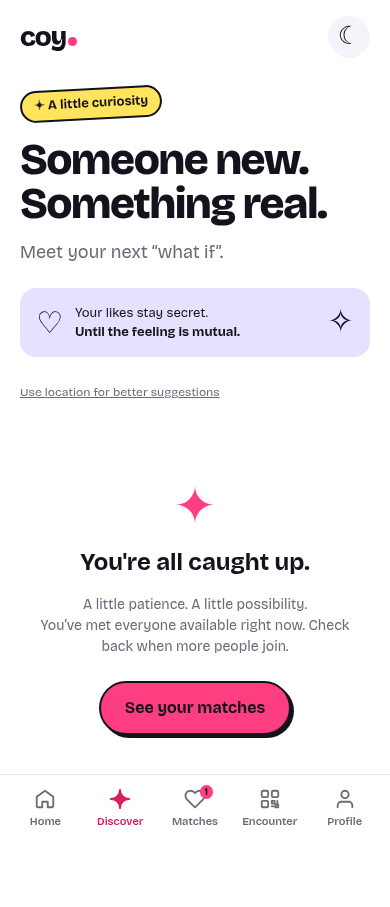 coy.
✦ A little curiosity
Someone new.
Something real.
Meet your next “what if”.
Your likes stay secret.
Until the feeling is mutual.
Use location for better suggestions
You're all caught up.
A little patience. A little possibility.
You’ve met everyone available right now. Check
back when more people join.
See your matches
1
Home Discover Matches Encounter Profile